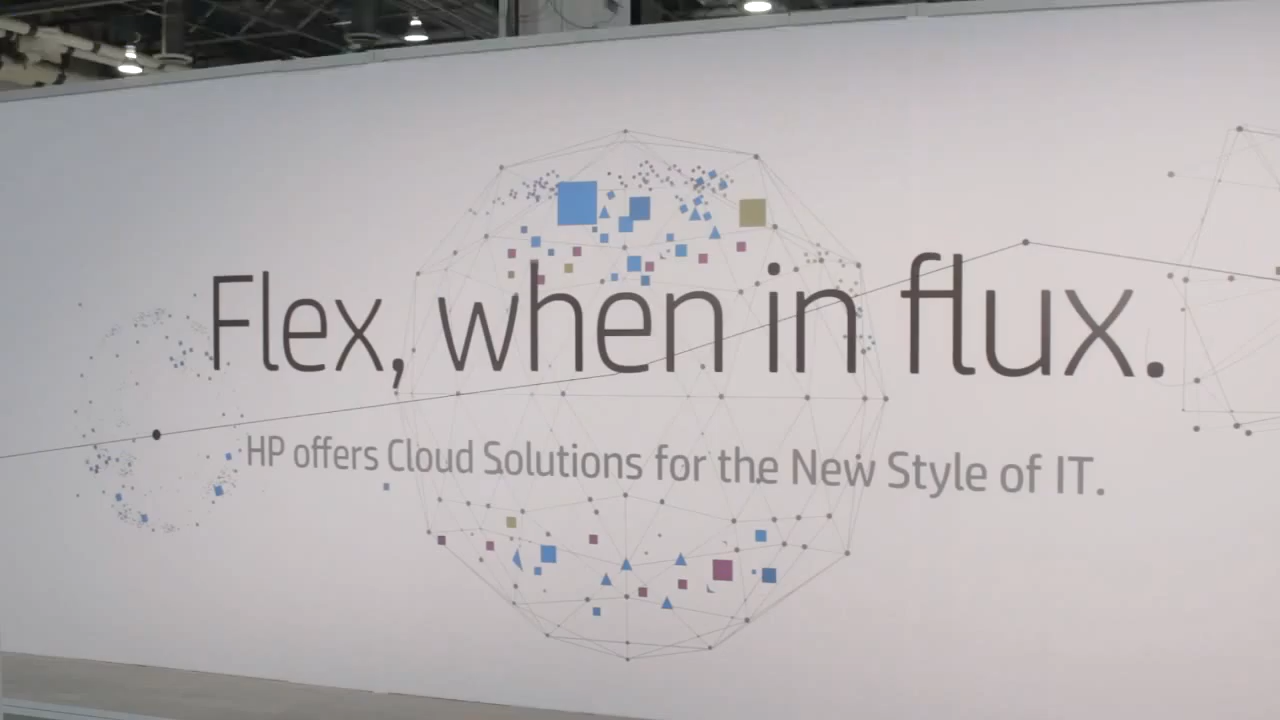 Flex, when in flux.
HP offers Cloud Solutions for the New Style of IT.